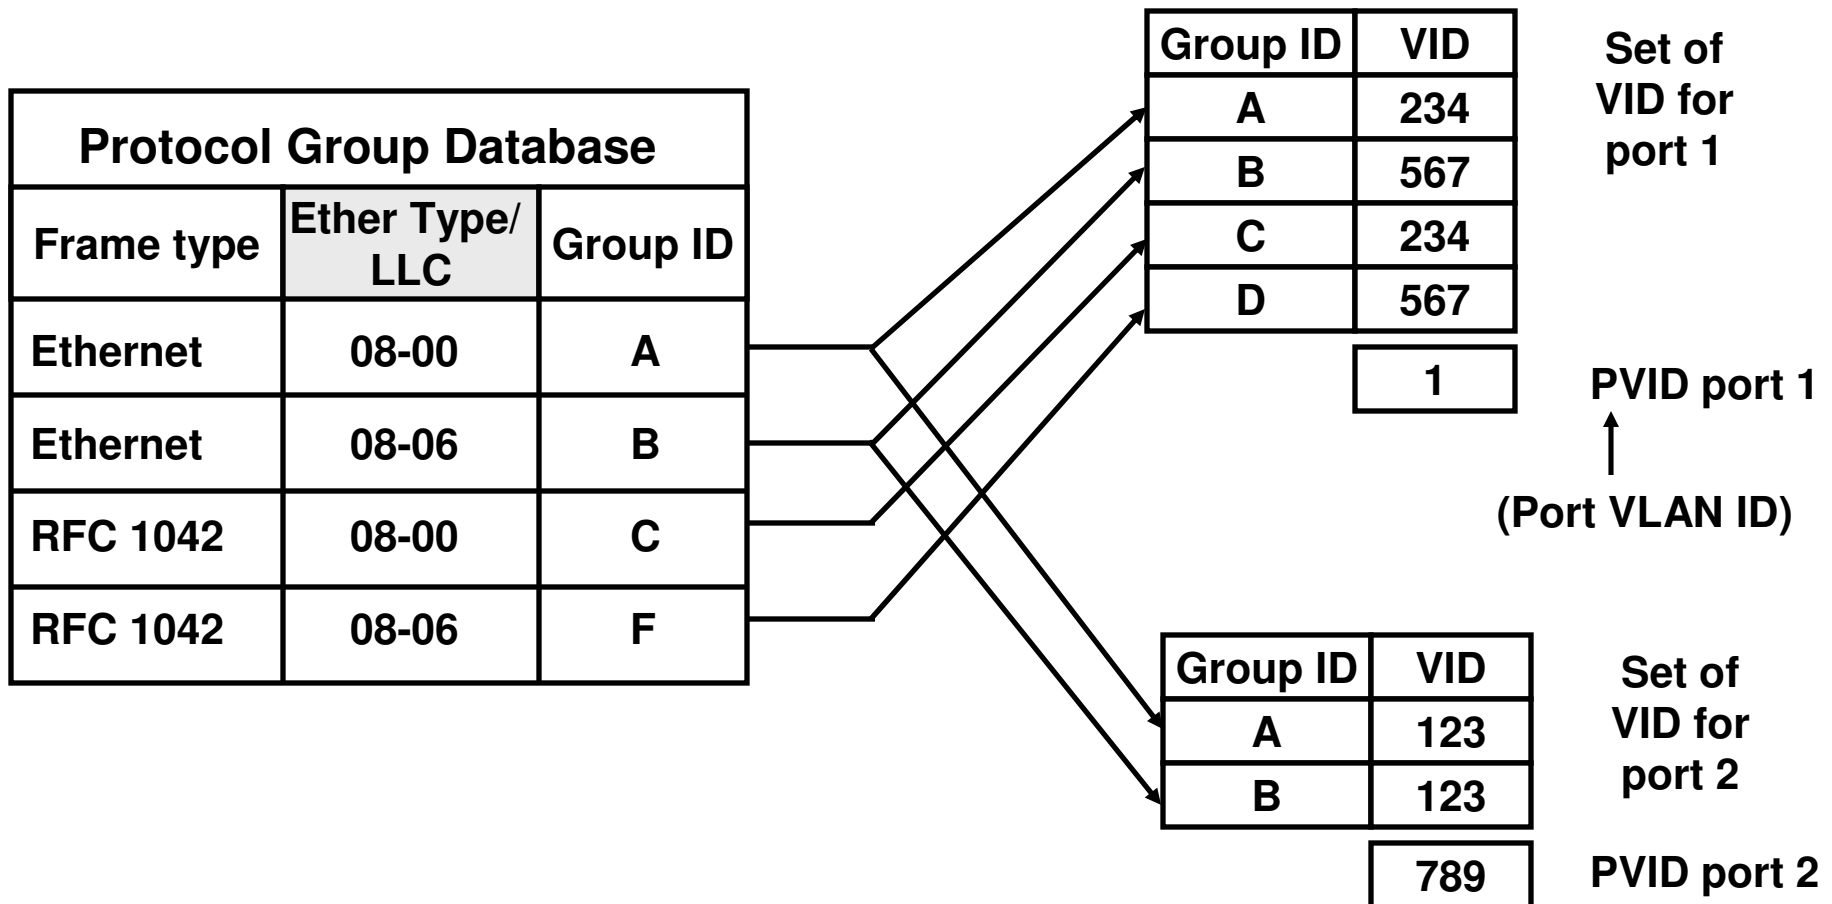 Protocol Group Database
Frame type Ether Type/ LLC Group ID
Ethernet 08-00 A
Ethernet 08-06 B
RFC 1042 08-00 C
RFC 1042 08-06 F
Group ID VID
A 234
B 567
C 234
D 567
1
Set of
VID for
port 1
PVID port 1
(Port VLAN ID)
Group ID VID
A 123
B 123
789
Set of
VID for
port 2
PVID port 2